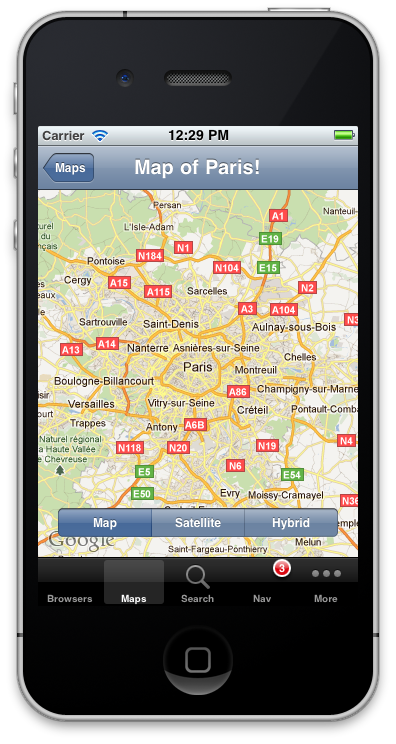 Carrier 12:29 PM
Maps Map of Paris!
Persan
A1
Nanteuil-
L'Isle-Adam
E19
urel
du
çais
N1
N184
Pontoise
N104
E15
Cergy
A15
A115
Sarcelles
N2
A3
A104
Sartrouville
Saint-Denis
Aulnay-sous-Bois
N3
A13
A14
Nanterre
Asnières-sur-Seine
Chelles
Paris
Montreuil
Boulogne-Billancourt
A86
Champigny-sur-Marne
Versailles
Vitry-sur-Seine
Créteil
Pontault-Comba
Trappes
Antony
A6B
Naturel régional
a Haute Vallée
e Chevreuse
N118
N20
N19
N4
E5
N6
E54
E50
Evry
Moissy-Cramayel
N36
Map Satellite Hybrid
Google
Saint-Fargeau-Ponthierry
Melun
3
Browsers Maps Search Nav More